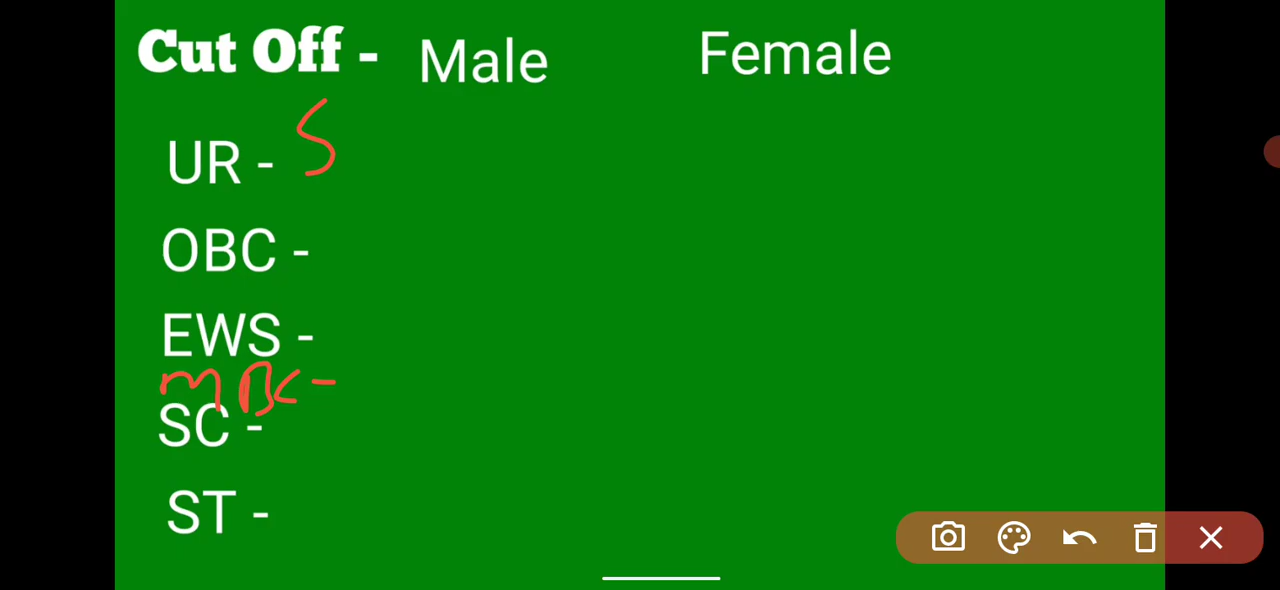 Cut Off - Male Female
UR - S
OBC -
EWS -
MBC -
SC -
ST -